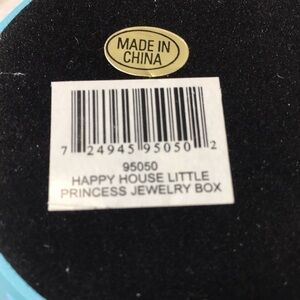 MADE IN
CHINA
7 24945 95050 2
95050
HAPPY HOUSE LITTLE
PRINCESS JEWELRY BOX